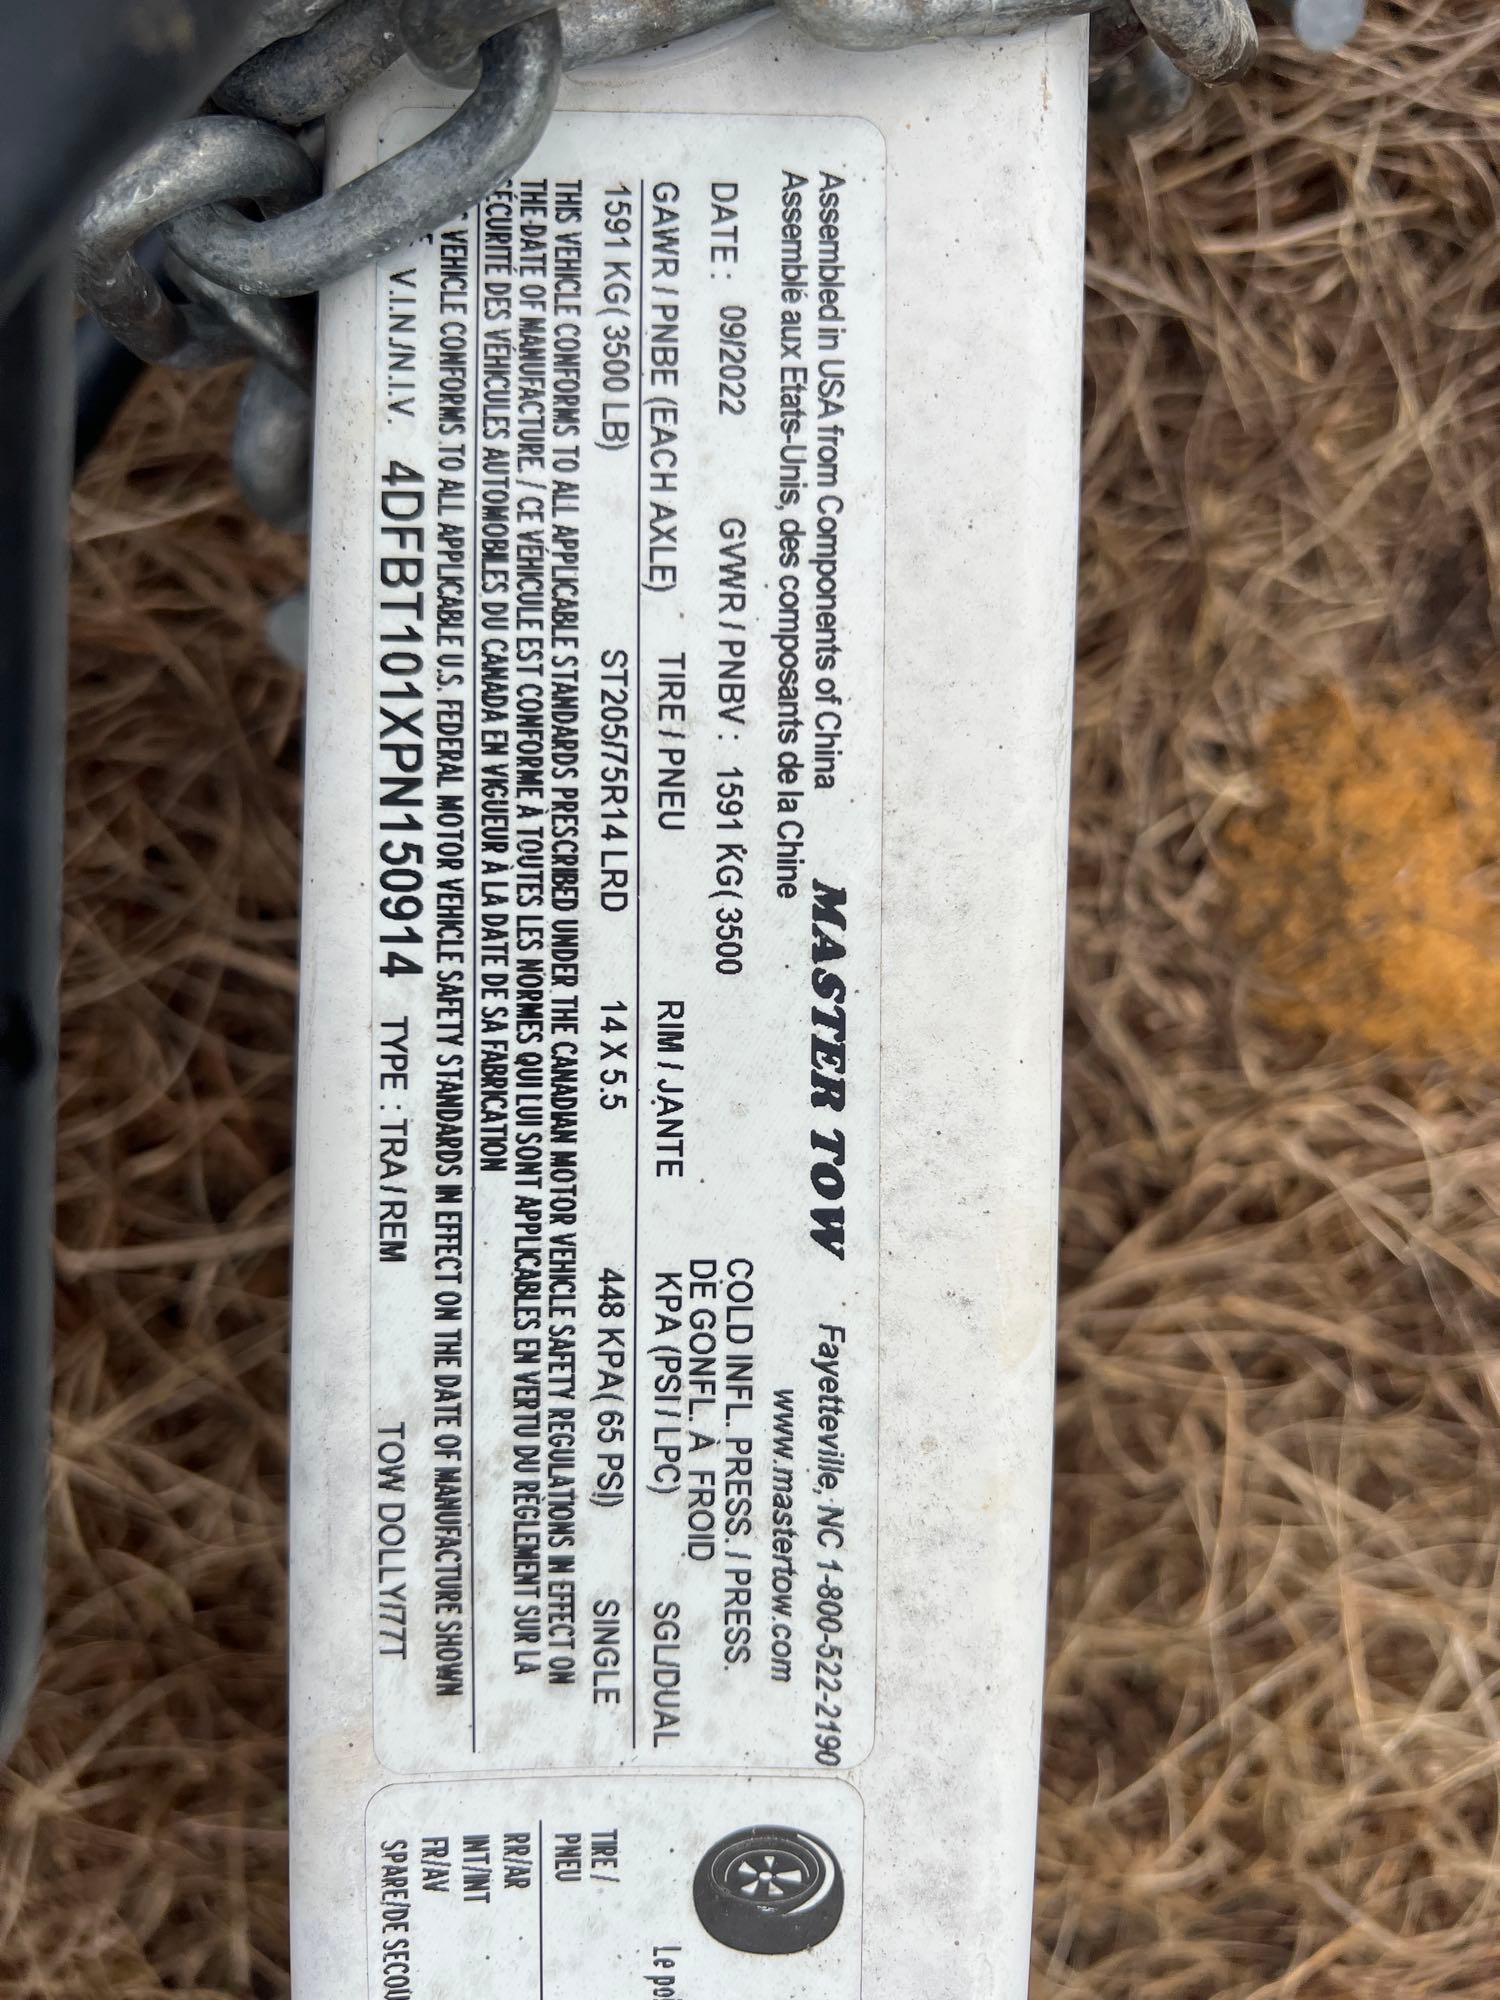 Assembled in USA from Components of China
Assemblé aux Etats-Unis, des composants de la Chine
MASTER TOW
Fayetteville, NC 1-800-522-2190
www.mastertow.com
DATE : 09/2022 GVWR / PNBV : 1591 KG( 3500
COLD INFL. PRESS. / PRESS.
DE GONFL. À FROID
GAWR / PNBE (EACH AXLE) TIRE / PNEU RIM / JANTE KPA (PSI / LPC) SGL/DUAL
1591 KG( 3500 LB) ST205/75R14 LRD 14 X 5.5 448 KPA( 65 PSI) SINGLE
THIS VEHICLE CONFORMS TO ALL APPLICABLE STANDARDS PRESCRIBED UNDER THE CANADIAN MOTOR VEHICLE SAFETY REGULATIONS IN EFFECT ON
THE DATE OF MANUFACTURE. / CE VÉHICULE EST CONFORME À TOUTES LES NORMES QUI LUI SONT APPLICABLES EN VERTU DU RÈGLEMENT SUR LA
SÉCURITÉ DES VÉHICULES AUTOMOBILES DU CANADA EN VIGUEUR À LA DATE DE SA FABRICATION
VEHICLE CONFORMS TO ALL APPLICABLE U.S. FEDERAL MOTOR VEHICLE SAFETY STANDARDS IN EFFECT ON THE DATE OF MANUFACTURE SHOWN
V.I.N./N.I.V. 4DFBT101XPN150914 TYPE : TRA/REM TOW DOLLY/77T
Le
TIRE /
PNEU
RR/AR
INT/INT
FR/AV
SPARE/DE